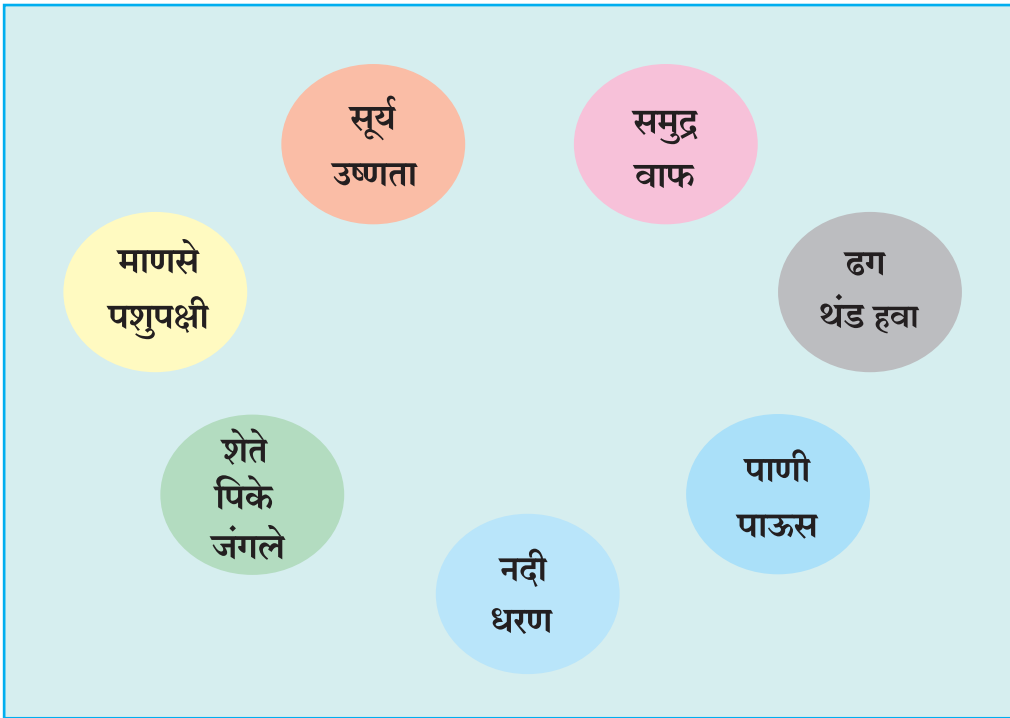 सूर्य
उष्णता
समुद्र
वाफ
ढग
थंड हवा
पाणी
पाऊस
नदी
धरण
शेते
पिके
जंगले
माणसे
पशुपक्षी